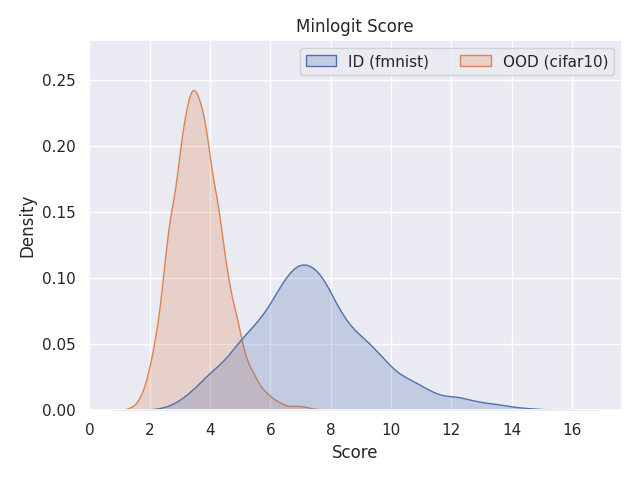 Minlogit Score
ID (fmnist)
OOD (cifar10)
0.25
0.20
0.15
0.10
0.05
0.00
Density
0 2 4 6 8 10 12 14 16
Score